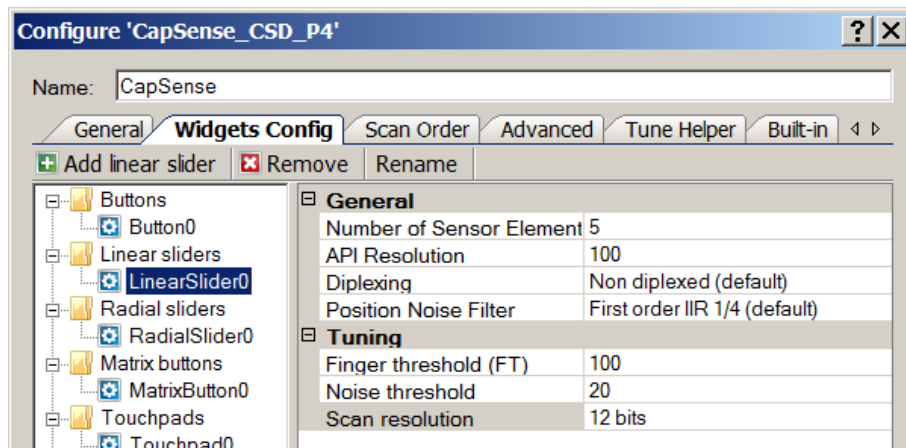 Configure 'CapSense_CSD_P4'
? X
Name: CapSense
General Widgets Config Scan Order Advanced Tune Helper Built-in
Add linear slider Remove Rename
Buttons
Button0
Linear sliders
LinearSlider0
Radial sliders
RadialSlider0
Matrix buttons
MatrixButton0
Touchpads
Touchpad0
General
Number of Sensor Element 5
API Resolution 100
Diplexing Non diplexed (default)
Position Noise Filter First order IIR 1/4 (default)
Tuning
Finger threshold (FT) 100
Noise threshold 20
Scan resolution 12 bits